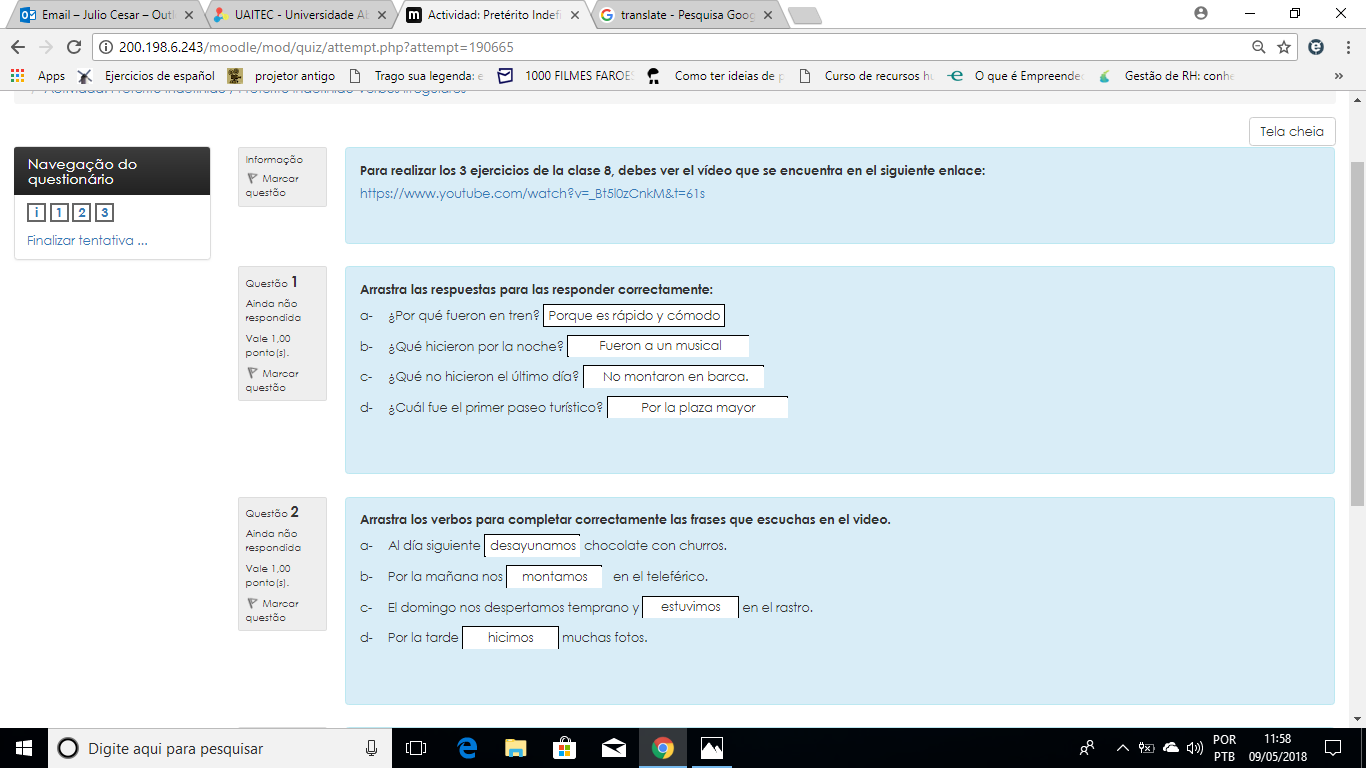 Email – Julio Cesar – Outl
UAITEC - Universidade Ab
Actividad: Pretérito Indefi
translate - Pesquisa Goog
200.198.6.243/moodle/mod/quiz/attempt.php?attempt=190665
Apps
Ejercicios de español
projetor antigo
Trago sua legenda: e
1000 FILMES FAROES
Como ter ideias de p
Curso de recursos hu
O que é Empreended
Gestão de RH: conhe
»
/ Actividad: Pretérito Indefinido / Pretérito Indefinido Verbos Irregulares
Tela cheia
Navegação do
questionário
i 1 2 3
Finalizar tentativa ...
Informação
Marcar
questão
Para realizar los 3 ejercicios de la clase 8, debes ver el vídeo que se encuentra en el siguiente enlace:
https://www.youtube.com/watch?v=_Bt5l0zCnkM&t=61s
Questão 1
Ainda não
respondida
Vale 1,00
ponto(s).
Marcar
questão
Arrastra las respuestas para las responder correctamente:
a- ¿Por qué fueron en tren? Porque es rápido y cómodo
b- ¿Qué hicieron por la noche? Fueron a un musical
c- ¿Qué no hicieron el último día? No montaron en barca.
d- ¿Cuál fue el primer paseo turístico? Por la plaza mayor
Questão 2
Ainda não
respondida
Vale 1,00
ponto(s).
Marcar
questão
Arrastra los verbos para completar correctamente las frases que escuchas en el video.
a- Al día siguiente desayunamos chocolate con churros.
b- Por la mañana nos montamos en el teleférico.
c- El domingo nos despertamos temprano y estuvimos en el rastro.
d- Por la tarde hicimos muchas fotos.
Digite aqui para pesquisar
POR
PTB
11:58
09/05/2018